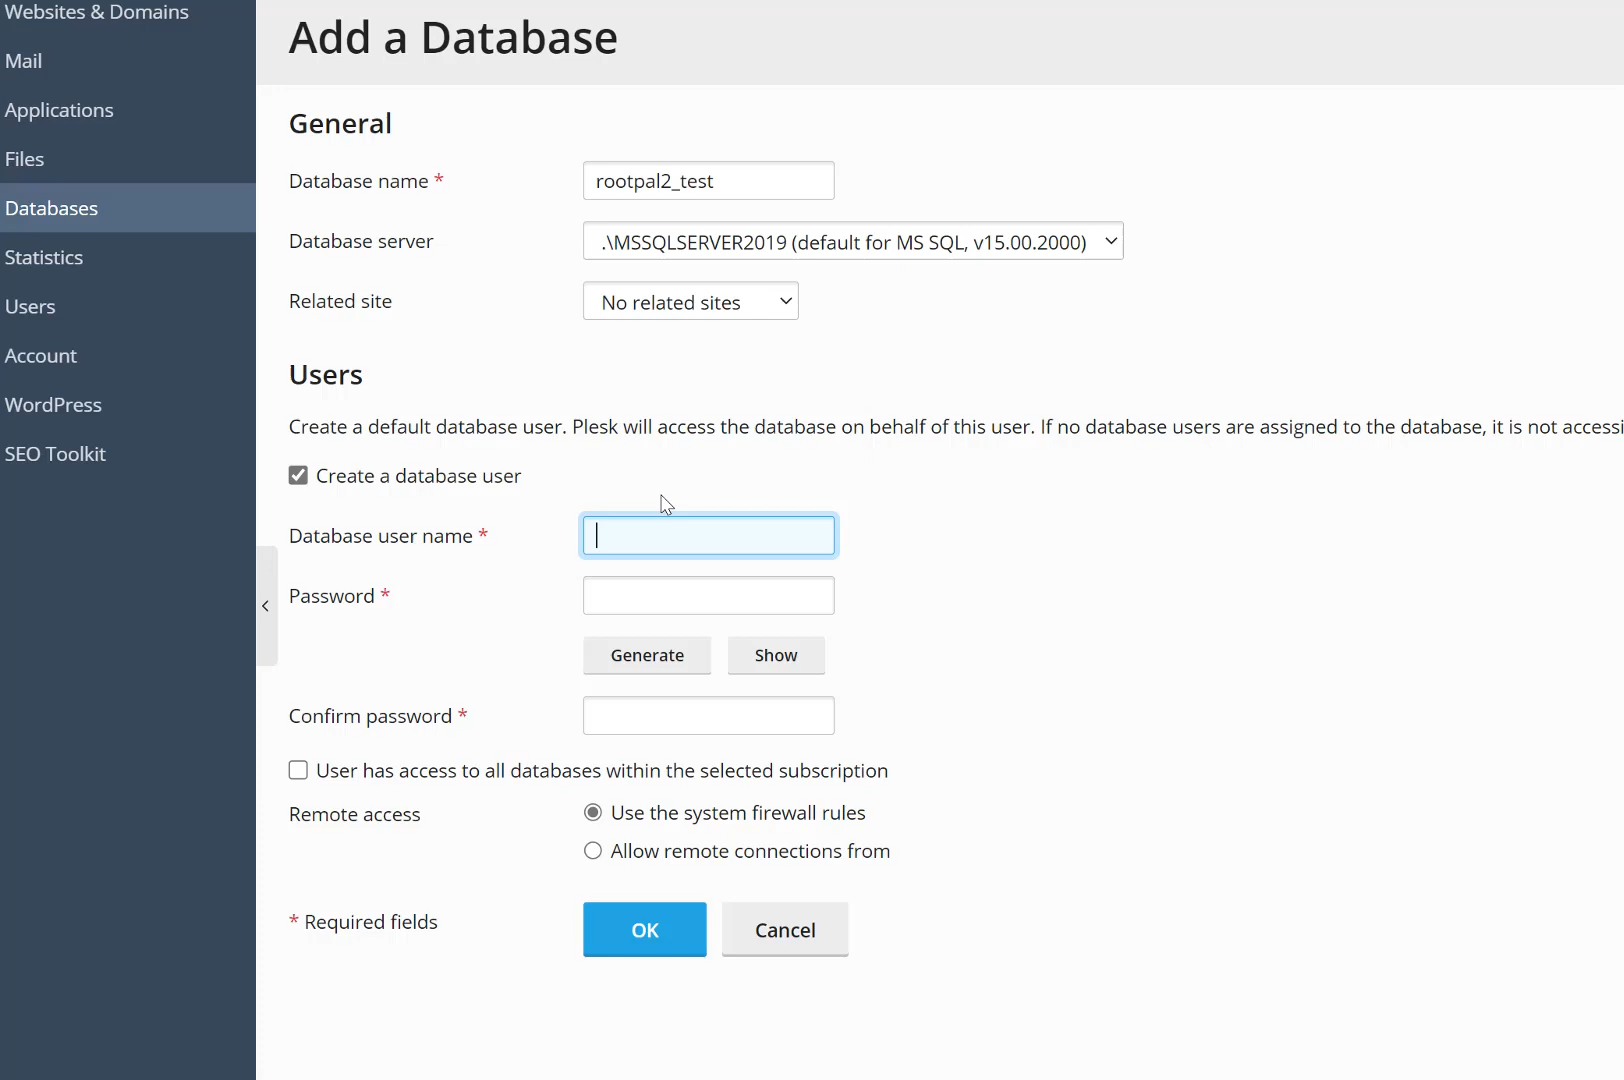 Websites & Domains
Mail
Applications
Files
Databases
Statistics
Users
Account
WordPress
SEO Toolkit
Add a Database
General
Database name *
rootpal2_test
Database server
.\MSSQLSERVER2019 (default for MS SQL, v15.00.2000)
Related site
No related sites
Users
Create a default database user. Plesk will access the database on behalf of this user. If no database users are assigned to the database, it is not accessi
Create a database user
Database user name *
Password *
Generate
Show
Confirm password *
User has access to all databases within the selected subscription
Remote access
Use the system firewall rules
Allow remote connections from
* Required fields
OK
Cancel